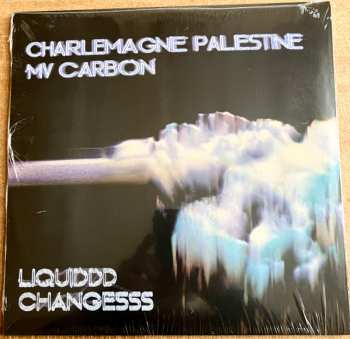 CHARLEMAGNE PALESTINE
MV CARBON
LIQUIDDD
CHANGESSS